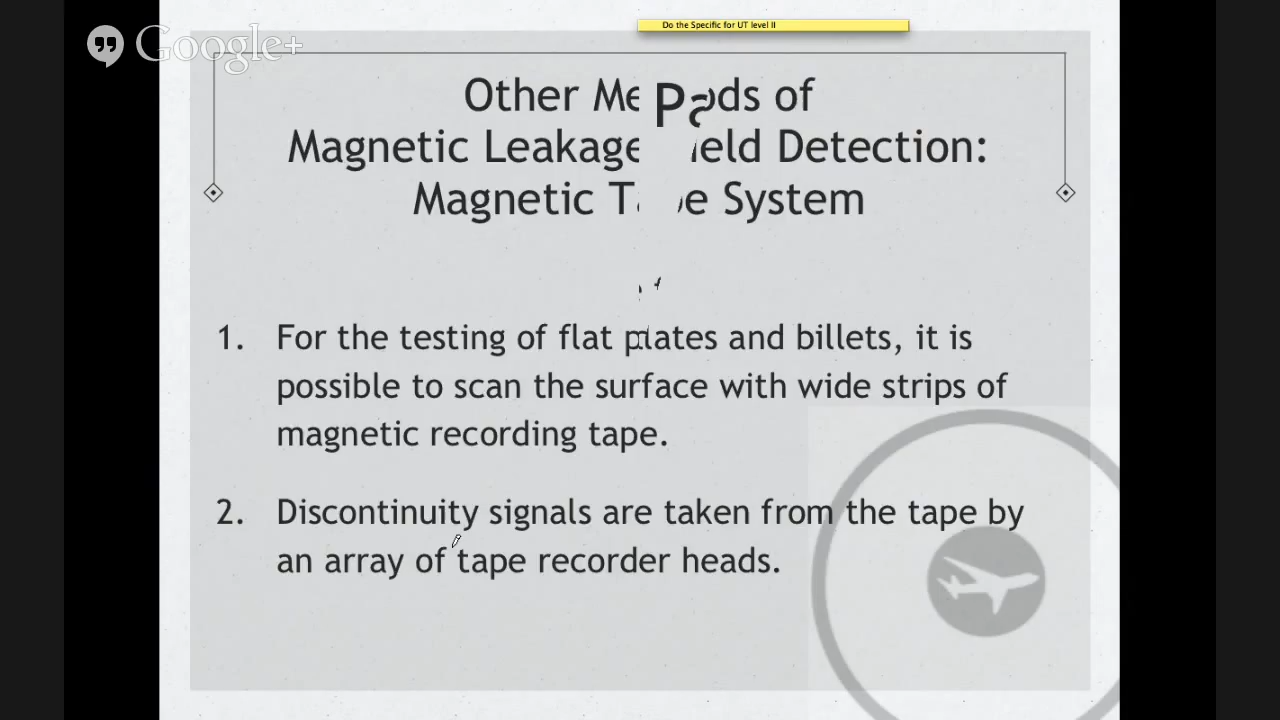 Do the Specific for UT level II
Google+
Other Me Pa ods of
Magnetic Leakage ield Detection:
Magnetic T e System
1. For the testing of flat plates and billets, it is
possible to scan the surface with wide strips of
magnetic recording tape.
2. Discontinuity signals are taken from the tape by
an array of tape recorder heads.